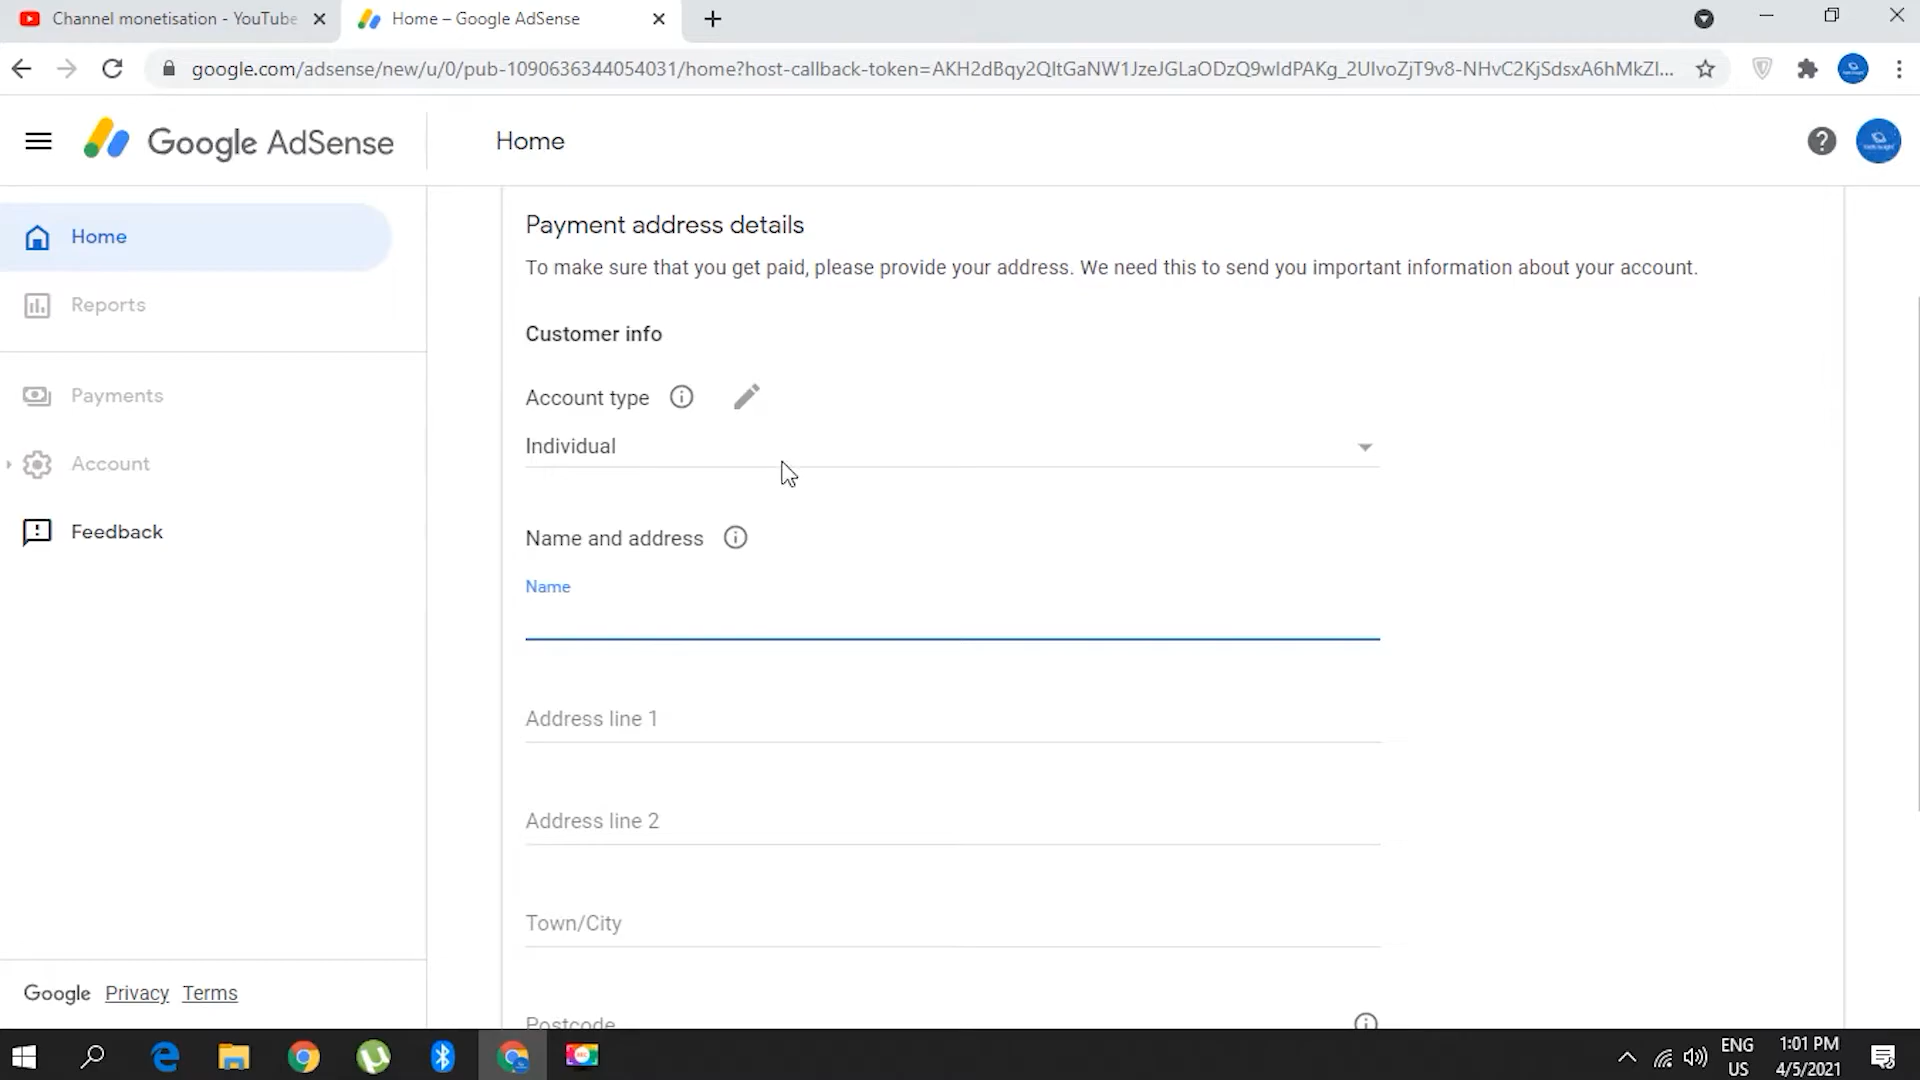 Channel monetisation - YouTube
Home – Google AdSense
google.com/adsense/new/u/0/pub-1090636344054031/home?host-callback-token=AKH2dBqy2QItGaNW1JzeJGLaODzQ9wIdPAKg_2UIvoZjT9v8-NHvC2KjSdsxA6hMkZI...
Google AdSense
Home
Home
Reports
Payments
Account
Feedback
Payment address details
To make sure that you get paid, please provide your address. We need this to send you important information about your account.
Customer info
Account type
Individual
Name and address
Name
Address line 1
Address line 2
Town/City
Postcode
Google Privacy Terms
ENG
US
1:01 PM
4/5/2021